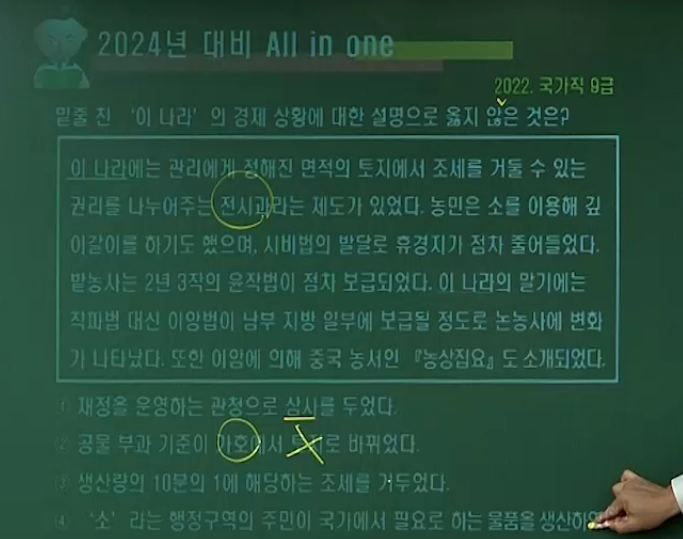 2024년 대비 All in one
2022. 국가직 9급
밑줄 친 ‘이 나라’의 경제 상황에 대한 설명으로 옳지 않은 것은?
이 나라에는 관리에게 정해진 면적의 토지에서 조세를 거둘 수 있는
권리를 나누어주는 전시과라는 제도가 있었다. 농민은 소를 이용해 깊
이갈이를 하기도 했으며, 시비법의 발달로 휴경지가 점차 줄어들었다.
밭농사는 2년 3작의 윤작법이 점차 보급되었다. 이 나라의 말기에는
직파법 대신 이앙법이 남부 지방 일부에 보급될 정도로 논농사에 변화
가 나타났다. 또한 이암에 의해 중국 농서인 『농상집요』도 소개되었다.
① 재정을 운영하는 관청으로 삼사를 두었다.
② 공물 부과 기준이 가호에서 토지로 바뀌었다.
③ 생산량의 10분의 1에 해당하는 조세를 거두었다.
④ ‘소’라는 행정구역의 주민이 국가에서 필요로 하는 물품을 생산하였